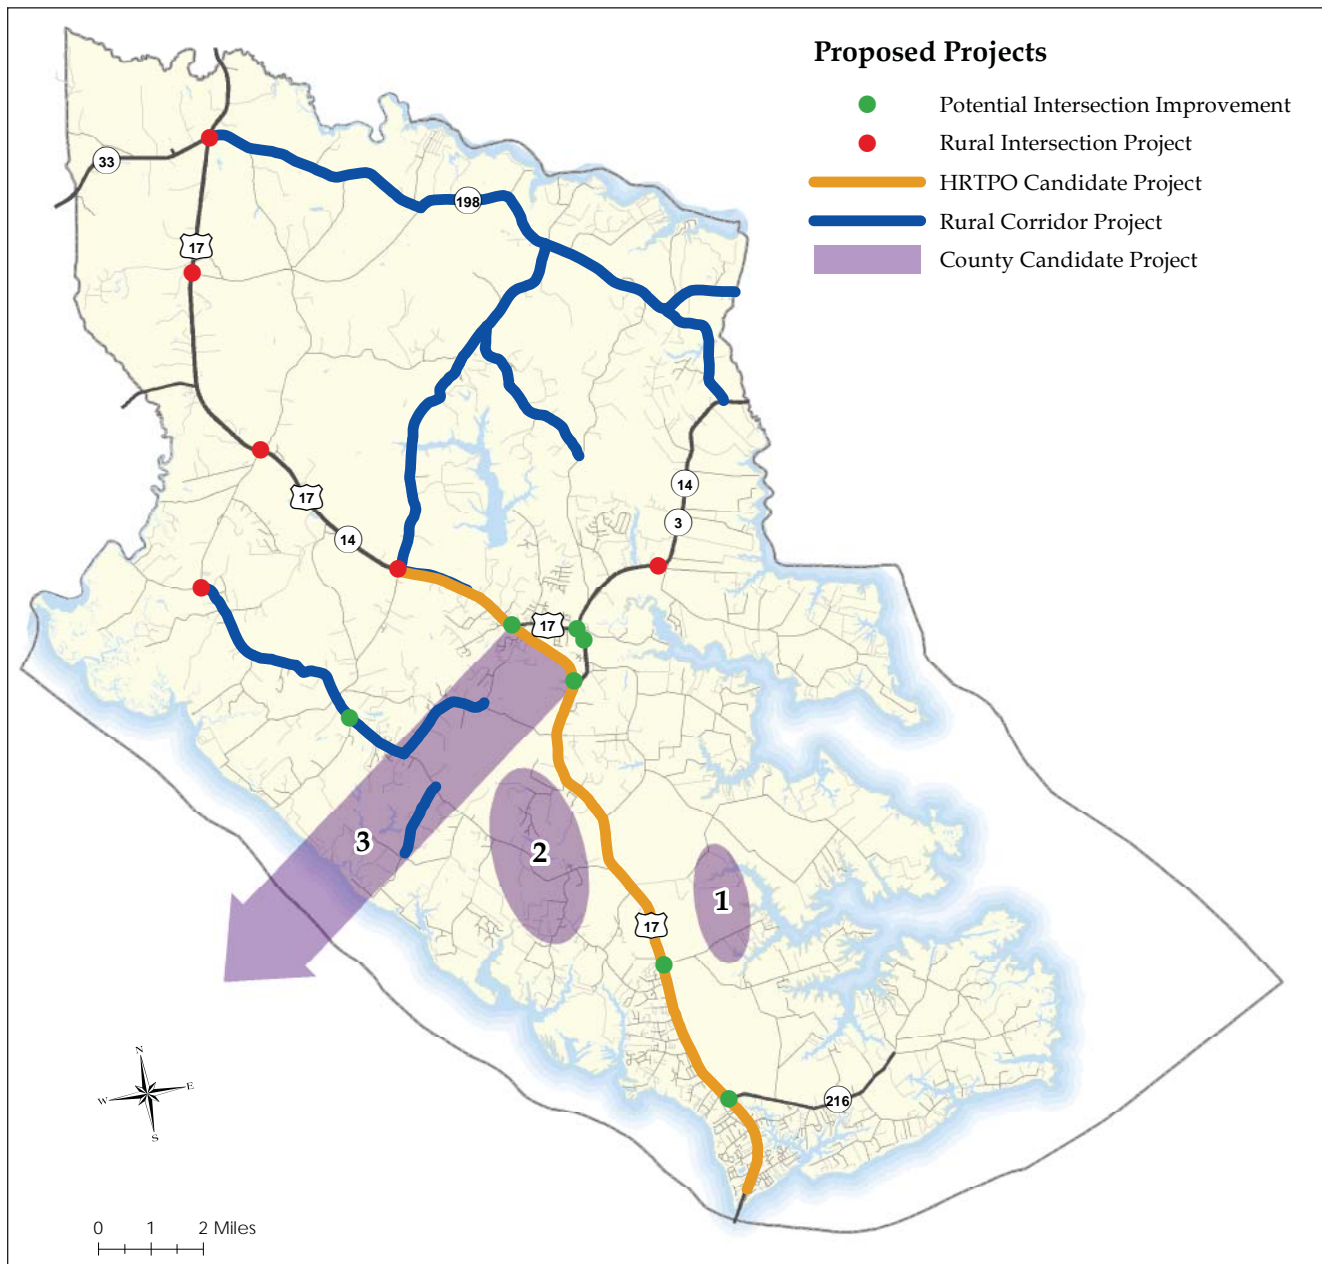 Proposed Projects
Potential Intersection Improvement
Rural Intersection Project
HRTPO Candidate Project
Rural Corridor Project
County Candidate Project
33
198
17
14
17
14
3
17
3
2
1
17
216
N
W E
S
0 1 2 Miles